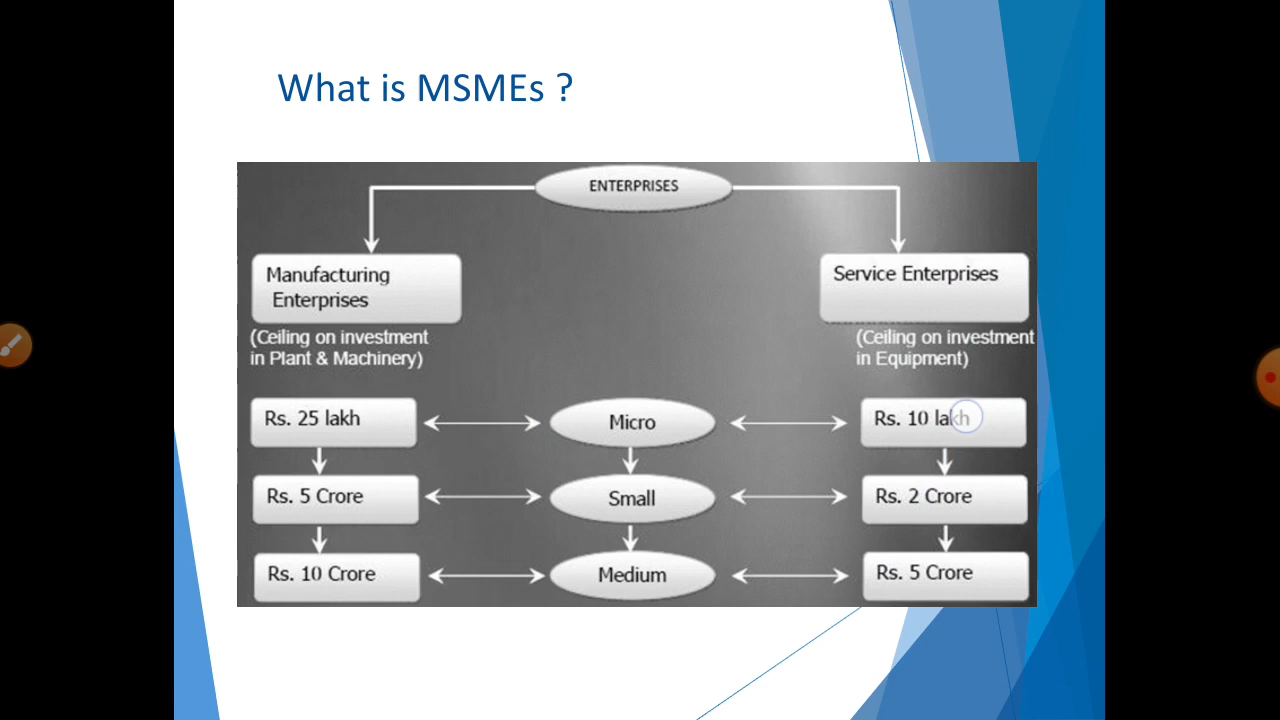 What is MSMEs ?
ENTERPRISES
Manufacturing
Enterprises
(Ceiling on investment
in Plant & Machinery)
Service Enterprises
(Ceiling on investment
in Equipment)
Rs. 25 lakh
Micro
Rs. 10 lakh
Rs. 5 Crore
Small
Rs. 2 Crore
Rs. 10 Crore
Medium
Rs. 5 Crore